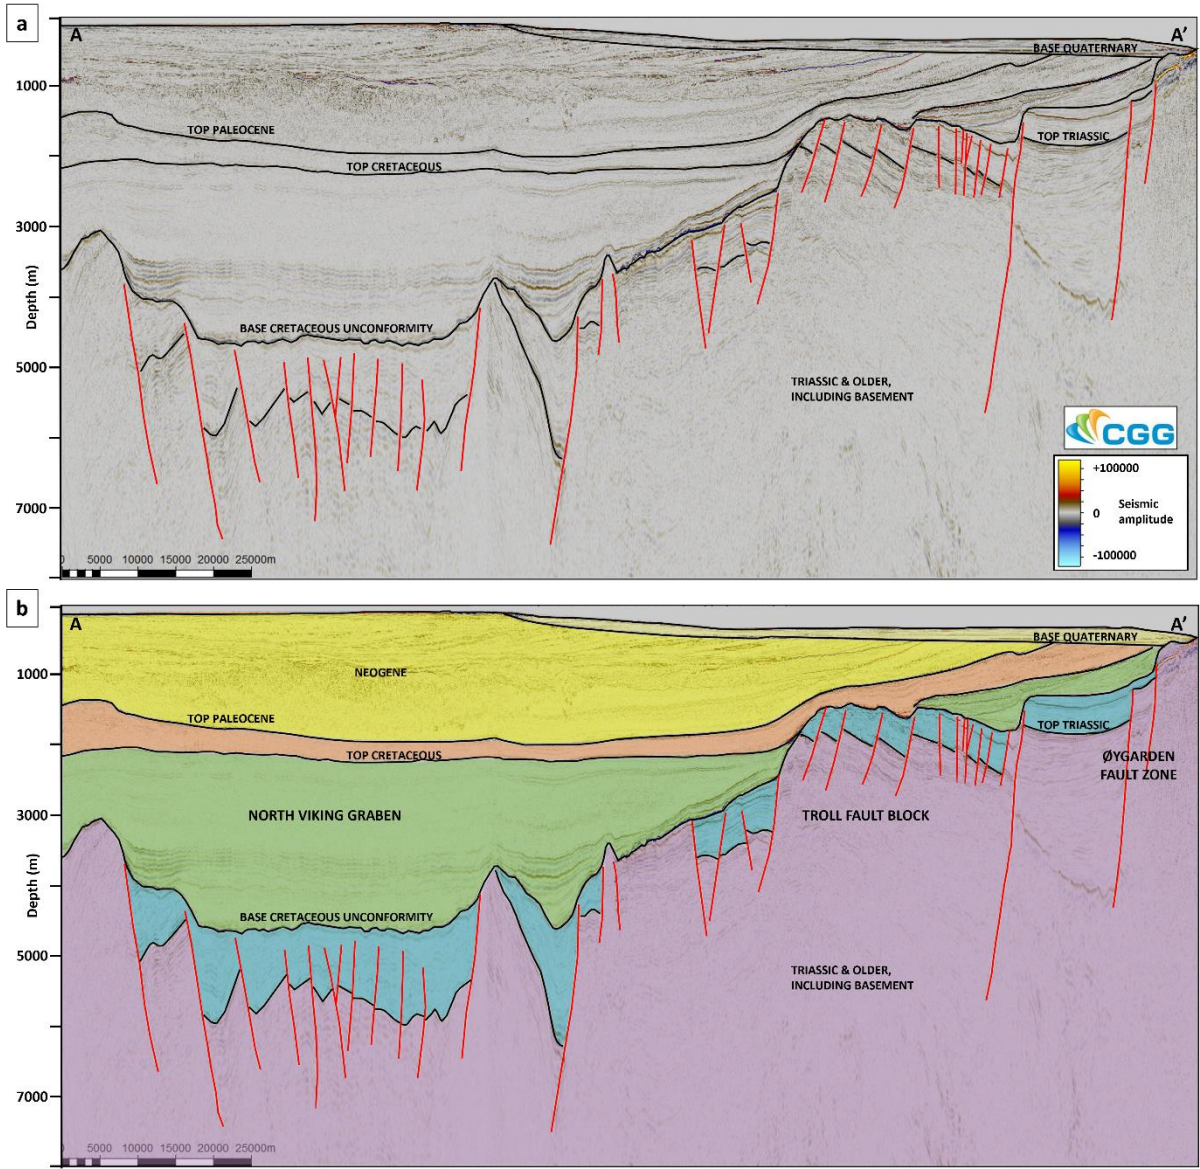 a
A
A'
BASE QUATERNARY
1000
TOP PALEOCENE
TOP TRIASSIC
TOP CRETACEOUS
3000
Depth (m)
BASE CRETACEOUS UNCONFORMITY
5000
TRIASSIC & OLDER,
INCLUDING BASEMENT
CGG
+100000
0
Seismic
amplitude
-100000
7000
0 5000 10000 15000 20000 25000m
b
A
A'
BASE QUATERNARY
NEOGENE
1000
TOP PALEOCENE
TOP TRIASSIC
TOP CRETACEOUS
ØYGARDEN
FAULT ZONE
3000
NORTH VIKING GRABEN
TROLL FAULT BLOCK
Depth (m)
BASE CRETACEOUS UNCONFORMITY
5000
TRIASSIC & OLDER,
INCLUDING BASEMENT
7000
0 5000 10000 15000 20000 25000m